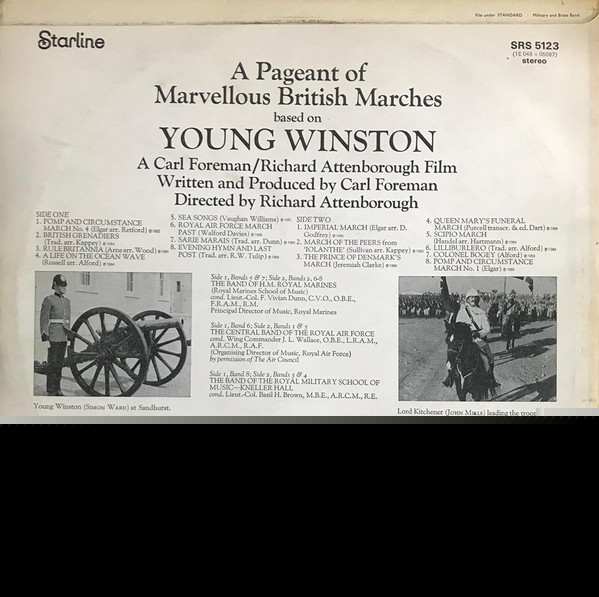 File under STANDARD : Military and Brass Band
Starline
SRS 5123
(1E 048 o 05087)
stereo
A Pageant of
Marvellous British Marches
based on
YOUNG WINSTON
A Carl Foreman/Richard Attenborough Film
Written and Produced by Carl Foreman
Directed by Richard Attenborough
SIDE ONE
1. POMP AND CIRCUMSTANCE
MARCH No. 4 (Elgar arr. Retford)
2. BRITISH GRENADIERS
(Trad. arr. Kappey)
3. RULE BRITANNIA (Arne arr. Wood)
4. A LIFE ON THE OCEAN WAVE
(Russell arr. Alford)
5. SEA SONGS (Vaughan Williams)
6. ROYAL AIR FORCE MARCH
PAST (Walford Davies)
7. SARIE MARAIS (Trad. arr. Dunn)
8. EVENING HYMN AND LAST
POST (Trad. arr. R.W. Tulip)
SIDE TWO
1. IMPERIAL MARCH (Elgar arr. D.
Godfrey)
2. MARCH OF THE PEERS from
'IOLANTHE' (Sullivan arr. Kappey)
3. THE PRINCE OF DENMARK'S
MARCH (Jeremiah Clarke)
4. QUEEN MARY'S FUNERAL
MARCH (Purcell transcr. & ed. Dart)
5. SCIPIO MARCH
(Handel arr. Hartmann)
6. LILLIBURLERO (Trad. arr. Alford)
7. COLONEL BOGEY (Alford)
8. POMP AND CIRCUMSTANCE
MARCH No. 1 (Elgar)
Side 1, Bands 5 & 7; Side 2, Bands 2, 6-8
THE BAND OF H.M. ROYAL MARINES
(Royal Marines School of Music)
cond. Lieut.-Col. F. Vivian Dunn, C.V.O., O.B.E.,
F.R.A.M., R.M.
Principal Director of Music, Royal Marines
Side 1, Band 6; Side 2, Bands 1 & 5
THE CENTRAL BAND OF THE ROYAL AIR FORCE
cond. Wing Commander J. L. Wallace, O.B.E., L.R.A.M.,
A.R.C.M., R.A.F.
(Organising Director of Music, Royal Air Force)
by permission of The Air Council
Side 1, Band 8; Side 2, Bands 3 & 4
THE BAND OF THE ROYAL MILITARY SCHOOL OF
MUSIC—KNELLER HALL
cond. Lieut.-Col. Basil H. Brown, M.B.E., A.R.C.M., R.E.
Young Winston (SIMON WARD) at Sandhurst.
Lord Kitchener (JOHN MILLS) leading the troop